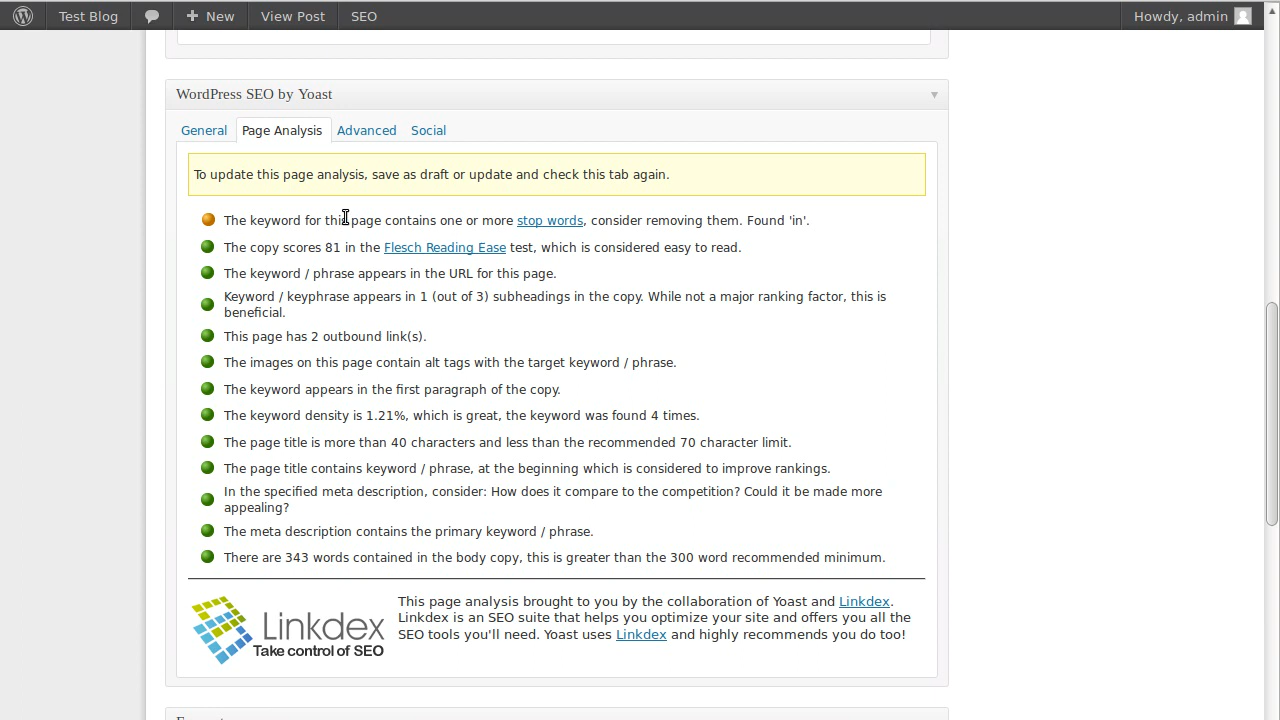 Test Blog New View Post SEO Howdy, admin
WordPress SEO by Yoast
General Page Analysis Advanced Social
To update this page analysis, save as draft or update and check this tab again.
The keyword for this page contains one or more stop words, consider removing them. Found 'in'.
The copy scores 81 in the Flesch Reading Ease test, which is considered easy to read.
The keyword / phrase appears in the URL for this page.
Keyword / keyphrase appears in 1 (out of 3) subheadings in the copy. While not a major ranking factor, this is
beneficial.
This page has 2 outbound link(s).
The images on this page contain alt tags with the target keyword / phrase.
The keyword appears in the first paragraph of the copy.
The keyword density is 1.21%, which is great, the keyword was found 4 times.
The page title is more than 40 characters and less than the recommended 70 character limit.
The page title contains keyword / phrase, at the beginning which is considered to improve rankings.
In the specified meta description, consider: How does it compare to the competition? Could it be made more
appealing?
The meta description contains the primary keyword / phrase.
There are 343 words contained in the body copy, this is greater than the 300 word recommended minimum.
Linkdex
Take control of SEO
This page analysis brought to you by the collaboration of Yoast and Linkdex.
Linkdex is an SEO suite that helps you optimize your site and offers you all the
SEO tools you'll need. Yoast uses Linkdex and highly recommends you do too!